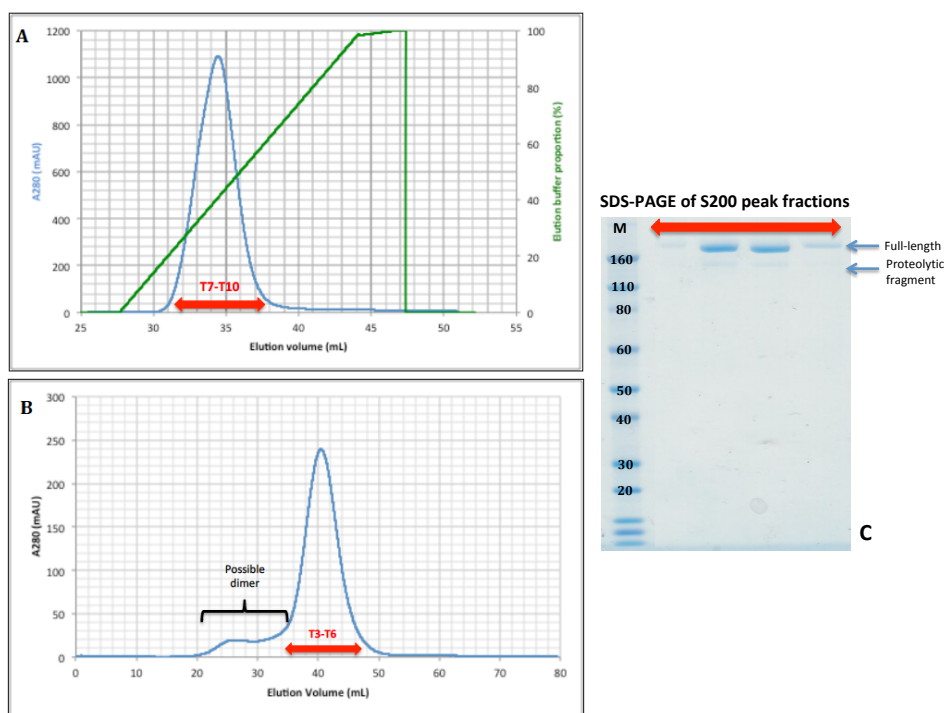 A
A280 (mAU)
1200
1000
800
600
400
200
0
25 30 35 40 45 50 55
Elution volume (mL)
100
80
60
40
20
0
Elution buffer proportion (%)
T7-T10
B
A280 (mAU)
300
250
200
150
100
50
0
0 10 20 30 40 50 60 70 80
Elution Volume (mL)
Possible
dimer
T3-T6
SDS-PAGE of S200 peak fractions
M
160
110
80
60
50
40
30
20
Full-length
Proteolytic
fragment
C